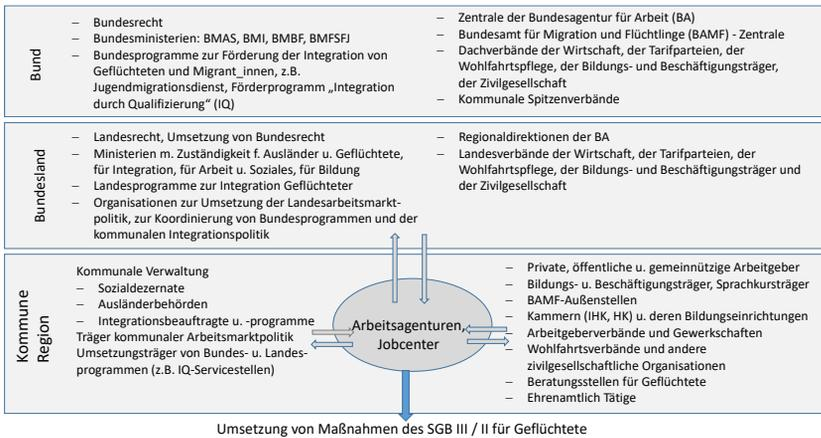 Bund
– Bundesrecht
– Bundesministerien: BMAS, BMI, BMBF, BMFSFJ
– Bundesprogramme zur Förderung der Integration von
Geflüchteten und Migrant_innen, z.B.
Jugendmigrationsdienst, Förderprogramm „Integration
durch Qualifizierung“ (IQ)
– Zentrale der Bundesagentur für Arbeit (BA)
– Bundesamt für Migration und Flüchtlinge (BAMF) - Zentrale
– Dachverbände der Wirtschaft, der Tarifparteien, der
Wohlfahrtspflege, der Bildungs- und Beschäftigungsträger,
der Zivilgesellschaft
– Kommunale Spitzenverbände
Bundesland
– Landesrecht, Umsetzung von Bundesrecht
– Ministerien m. Zuständigkeit f. Ausländer u. Geflüchtete,
für Integration, für Arbeit u. Soziales, für Bildung
– Landesprogramme zur Integration Geflüchteter
– Organisationen zur Umsetzung der Landesarbeitsmarkt-
politik, zur Koordinierung von Bundesprogrammen und der
kommunalen Integrationspolitik
– Regionaldirektionen der BA
– Landesverbände der Wirtschaft, der Tarifparteien, der
Wohlfahrtspflege, der Bildungs- und Beschäftigungsträger und
der Zivilgesellschaft
Kommune
Region
Kommunale Verwaltung
– Sozialdezernate
– Ausländerbehörden
– Integrationsbeauftragte u. -programme
Träger kommunaler Arbeitsmarktpolitik
Umsetzungsträger von Bundes- u. Landes-
programmen (z.B. IQ-Servicestellen)
Arbeitsagenturen,
Jobcenter
– Private, öffentliche u. gemeinnützige Arbeitgeber
– Bildungs- u. Beschäftigungsträger, Sprachkursträger
– BAMF-Außenstellen
– Kammern (IHK, HK) u. deren Bildungseinrichtungen
– Arbeitgeberverbände und Gewerkschaften
– Wohlfahrtsverbände und andere
zivilgesellschaftliche Organisationen
– Beratungsstellen für Geflüchtete
– Ehrenamtlich Tätige
Umsetzung von Maßnahmen des SGB III / II für Geflüchtete